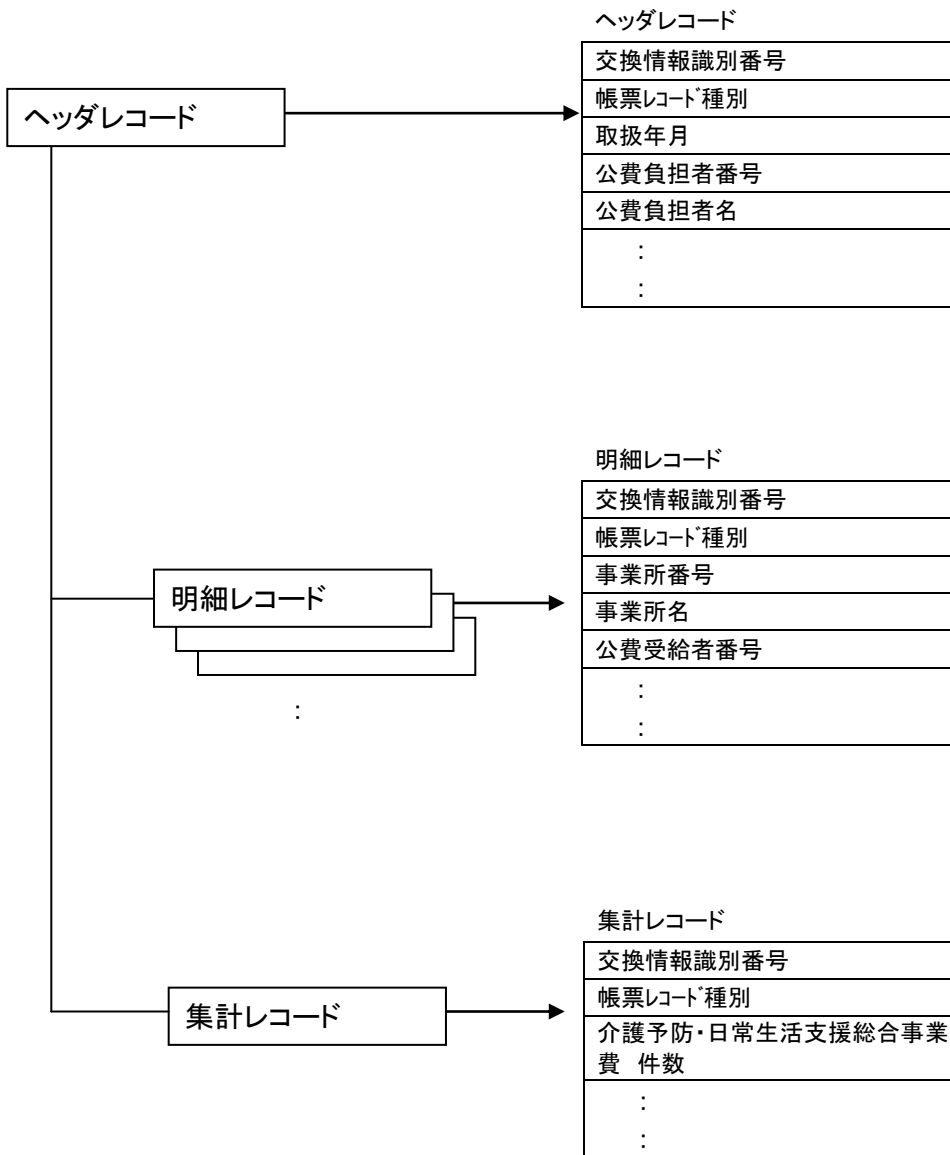 ヘッダレコード
ヘッダレコード
交換情報識別番号
帳票ﾚｺｰﾄﾞ種別
取扱年月
公費負担者番号
公費負担者名
:
:
明細レコード
明細レコード
交換情報識別番号
帳票ﾚｺｰﾄﾞ種別
事業所番号
事業所名
公費受給者番号
:
:
:
集計レコード
集計レコード
交換情報識別番号
帳票ﾚｺｰﾄﾞ種別
介護予防・日常生活支援総合事業
費　件数
:
: